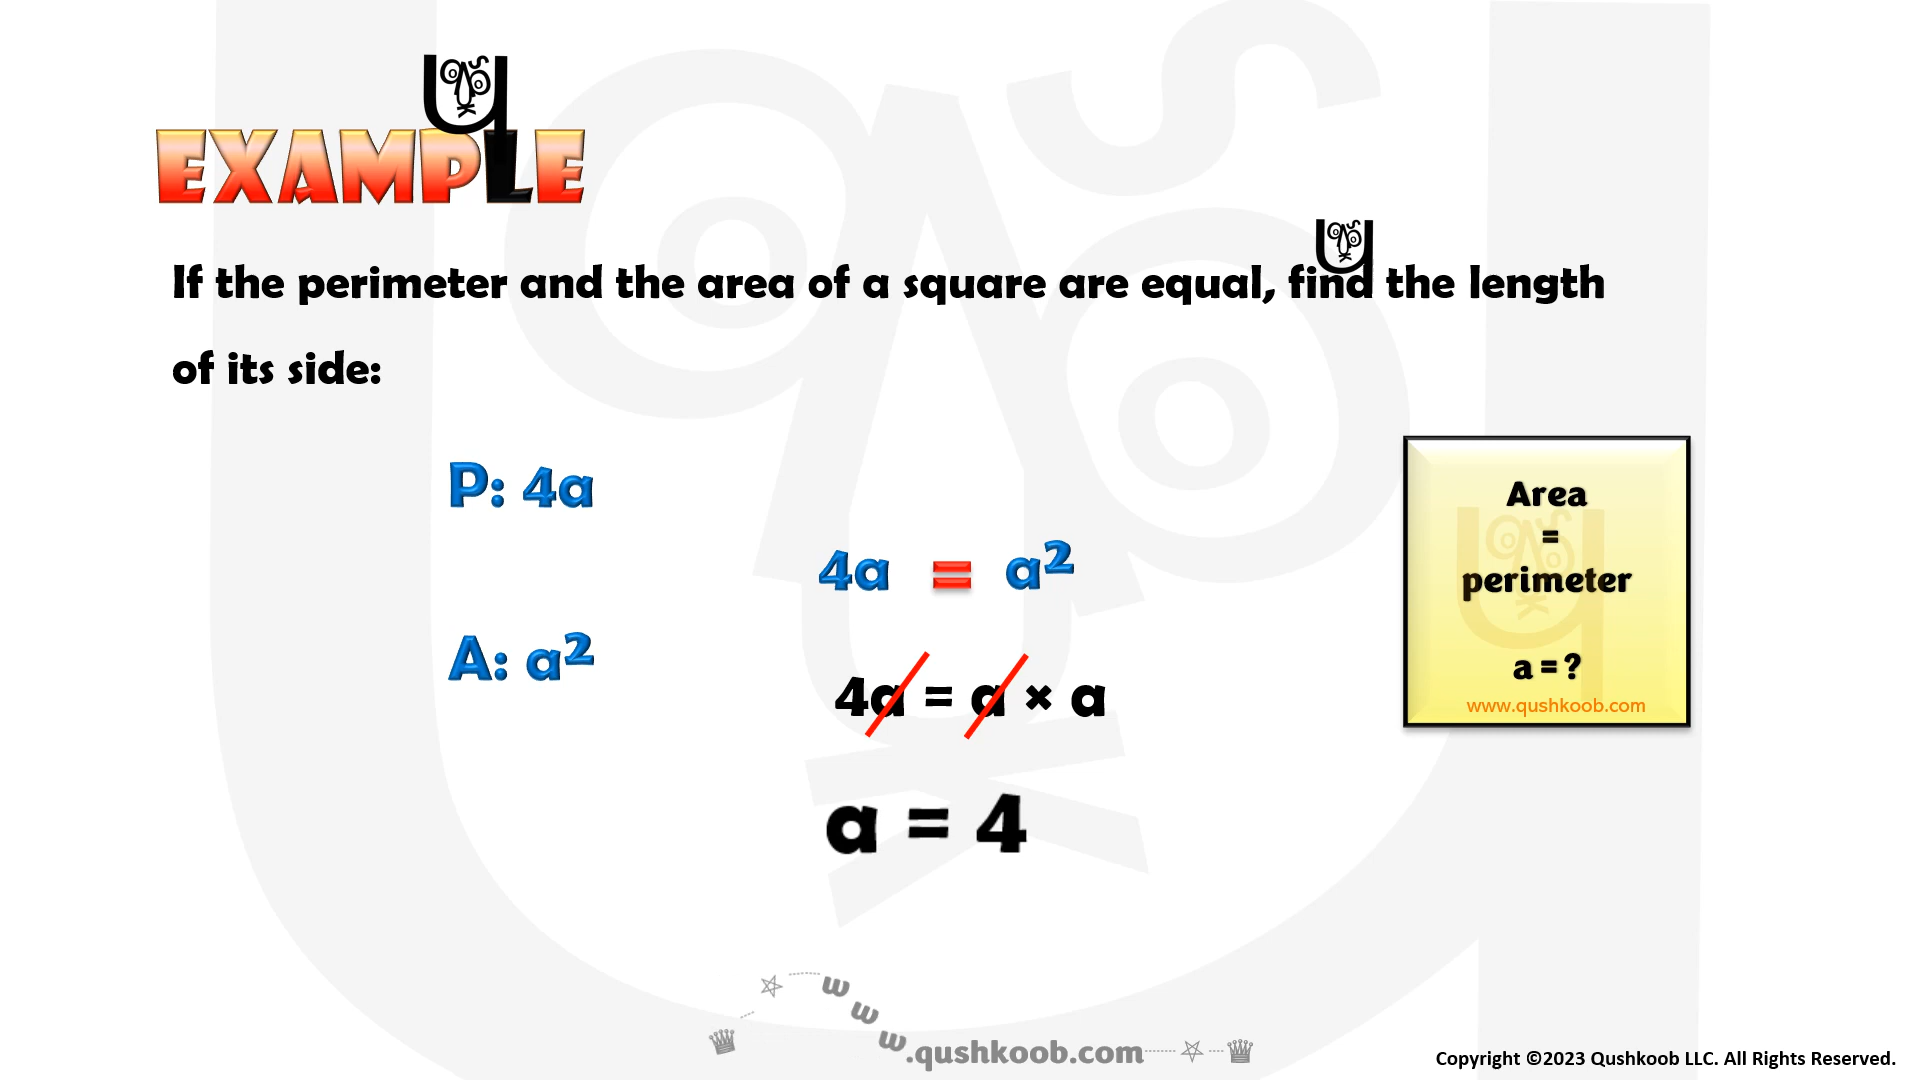 EXAMPLE
If the perimeter and the area of a square are equal, find the length
of its side:
P: 4a
4a = a²
A: a²
4a = a × a
a = 4
Area
=
perimeter
a = ?
www.qushkoob.com
www.qushkoob.com
Copyright ©2023 Qushkoob LLC. All Rights Reserved.